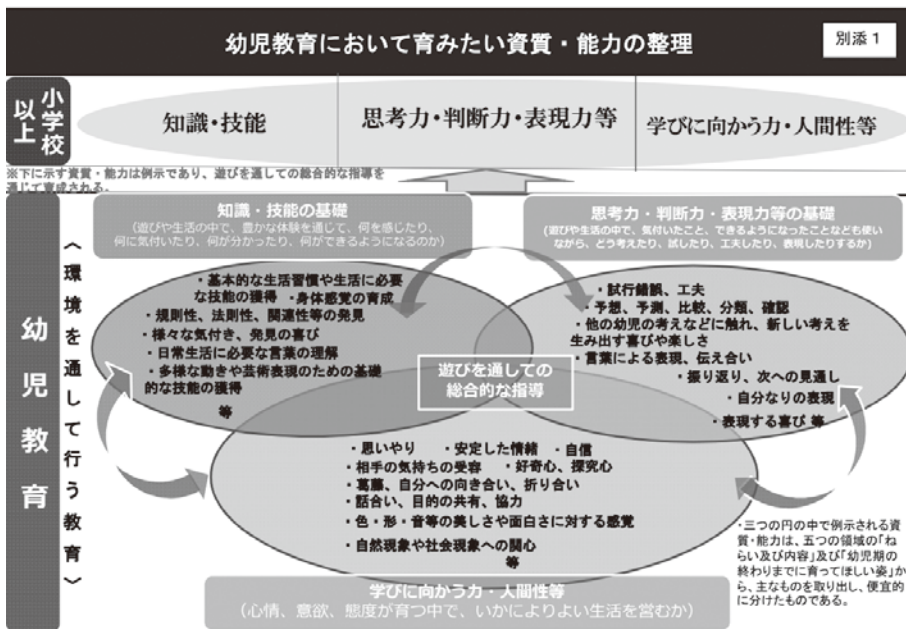 幼児教育において育みたい資質・能力の整理
別添1
小学校
以上
知識・技能
思考力・判断力・表現力等
学びに向かう力・人間性等
※下に示す資質・能力は例示であり、遊びを通しての総合的な指導を
通じて育成される。
幼児教育
〈環境を通して行う教育〉
知識・技能の基礎
(遊びや生活の中で、豊かな体験を通じて、何を感じたり、
何に気付いたり、何が分かったり、何ができるようになるのか)
思考力・判断力・表現力等の基礎
(遊びや生活の中で、気付いたこと、できるようになったことなども使い
ながら、どう考えたり、試したり、工夫したり、表現したりするか)
・基本的な生活習慣や生活に必要
な技能の獲得 ・身体感覚の育成
・規則性、法則性、関連性等の発見
・様々な気付き、発見の喜び
・日常生活に必要な言葉の理解
・多様な動きや芸術表現のための基礎
的な技能の獲得
等
・試行錯誤、工夫
・予想、予測、比較、分類、確認
・他の幼児の考えなどに触れ、新しい考えを
生み出す喜びや楽しさ
・言葉による表現、伝え合い
・振り返り、次への見通し
・自分なりの表現
・表現する喜び 等
遊びを通しての
総合的な指導
・思いやり ・安定した情緒 ・自信
・相手の気持ちの受容 ・好奇心、探究心
・葛藤、自分への向き合い、折り合い
・話合い、目的の共有、協力
・色・形・音等の美しさや面白さに対する感覚
・自然現象や社会現象への関心
等
学びに向かう力・人間性等
(心情、意欲、態度が育つ中で、いかによりよい生活を営むか)
・三つの円の中で例示される資
質・能力は、五つの領域の「ね
らい及び内容」及び「幼児期の
終わりまでに育ってほしい姿」か
ら、主なものを取り出し、便宜的
に分けたものである。